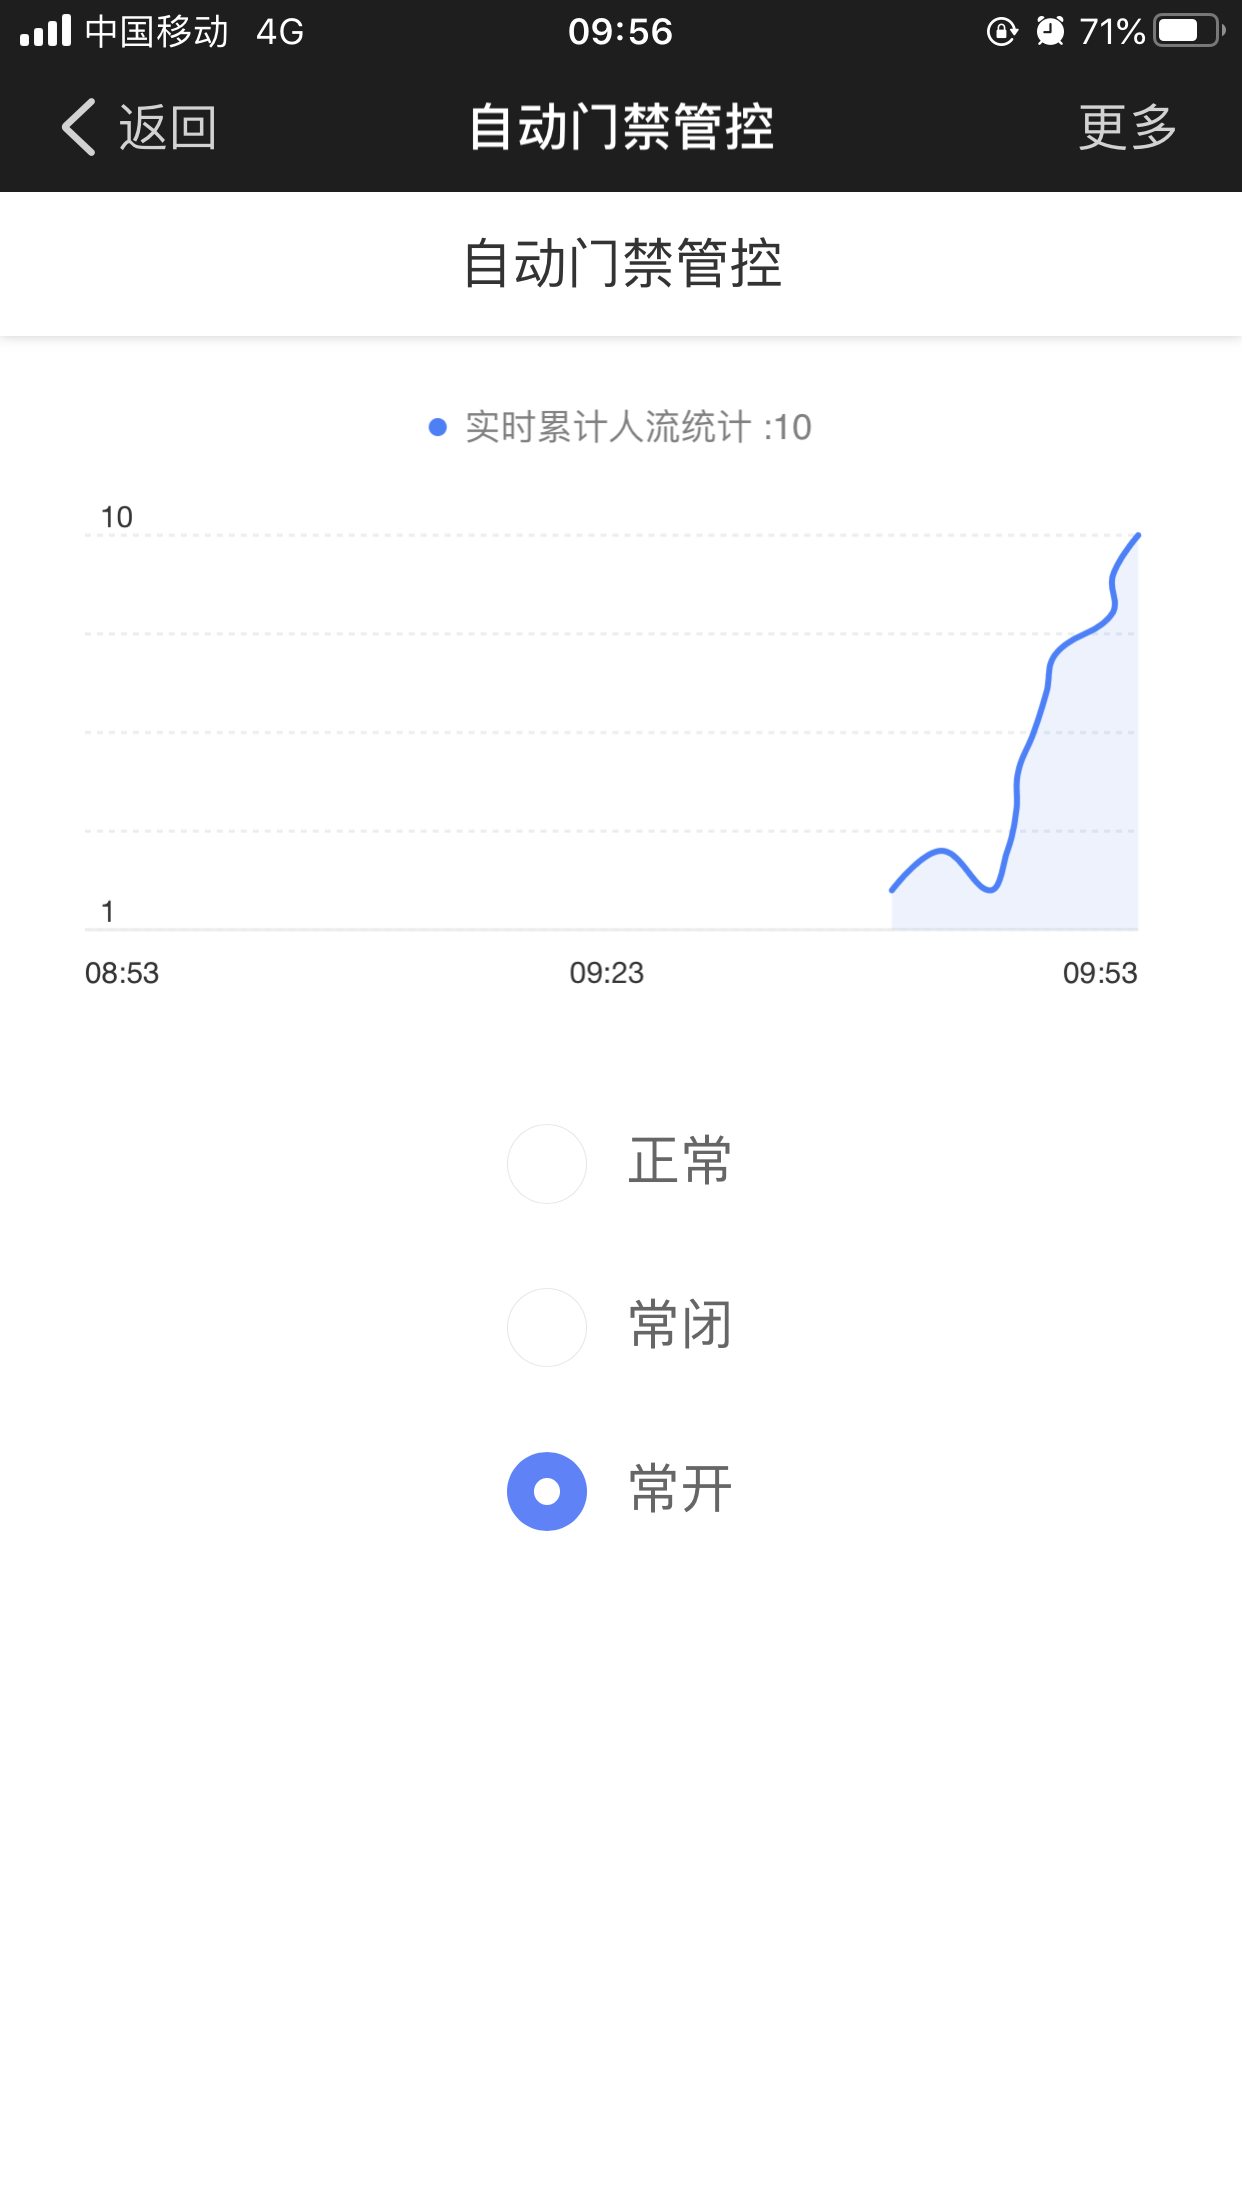 中国移动 4G 09:56 71%
返回 自动门禁管控 更多
自动门禁管控
实时累计人流统计 :10
10
1
08:53 09:23 09:53
正常
常闭
常开